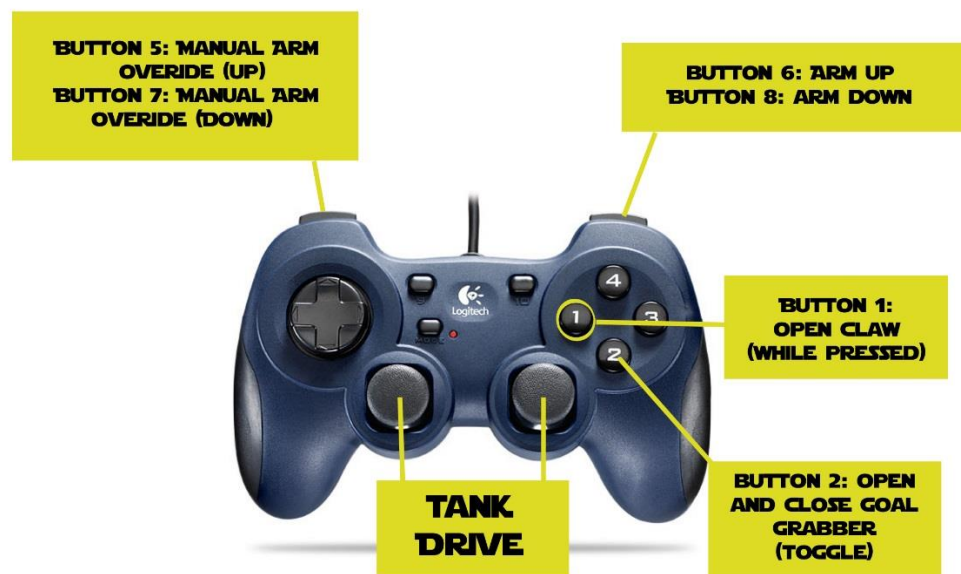 BUTTON 5: MANUAL ARM
OVERIDE (UP)
BUTTON 7: MANUAL ARM
OVERIDE (DOWN)
BUTTON 6: ARM UP
BUTTON 8: ARM DOWN
4
1
3
2
Logitech
MODE
BUTTON 1:
OPEN CLAW
(WHILE PRESSED)
TANK
DRIVE
BUTTON 2: OPEN
AND CLOSE GOAL
GRABBER
(TOGGLE)